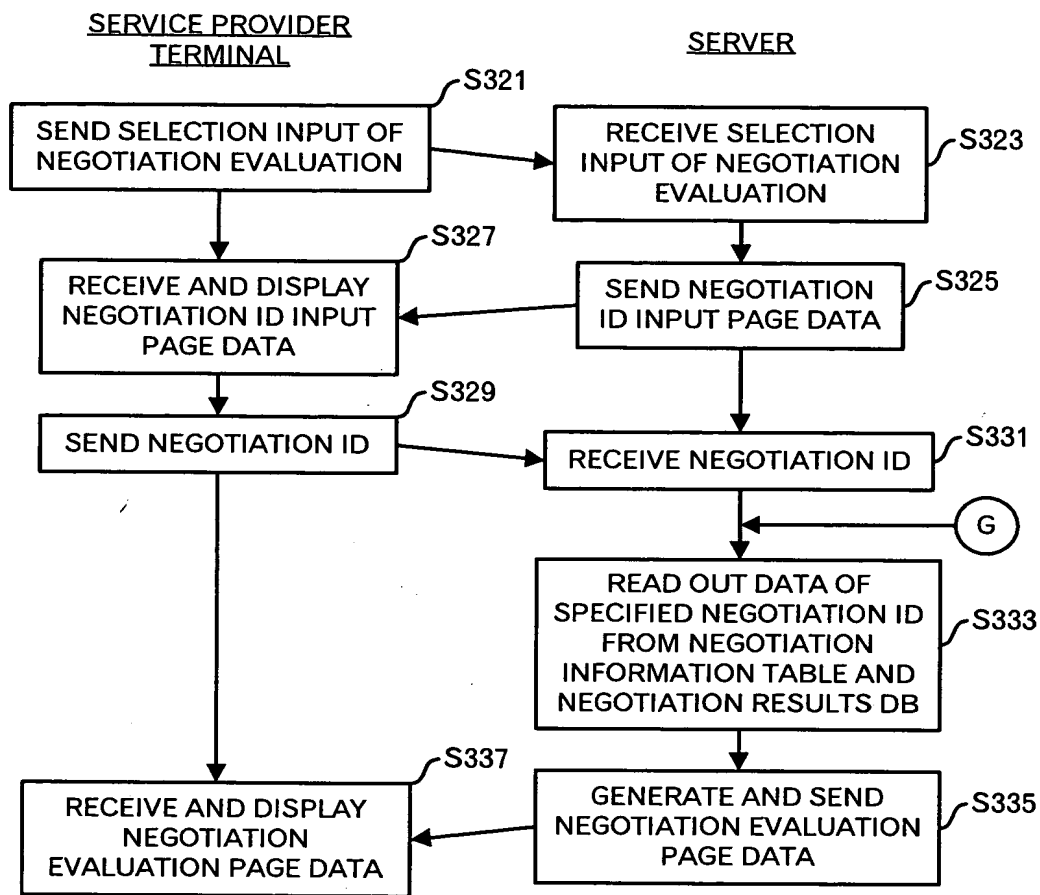 SERVICE PROVIDER
TERMINAL
SERVER
S321
SEND SELECTION INPUT OF
NEGOTIATION EVALUATION
RECEIVE SELECTION
INPUT OF NEGOTIATION
EVALUATION
S323
S327
RECEIVE AND DISPLAY
NEGOTIATION ID INPUT
PAGE DATA
SEND NEGOTIATION
ID INPUT PAGE DATA
S325
S329
SEND NEGOTIATION ID
RECEIVE NEGOTIATION ID
S331
G
READ OUT DATA OF
SPECIFIED NEGOTIATION ID
FROM NEGOTIATION
INFORMATION TABLE AND
NEGOTIATION RESULTS DB
S333
S337
RECEIVE AND DISPLAY
NEGOTIATION
EVALUATION PAGE DATA
GENERATE AND SEND
NEGOTIATION EVALUATION
PAGE DATA
S335